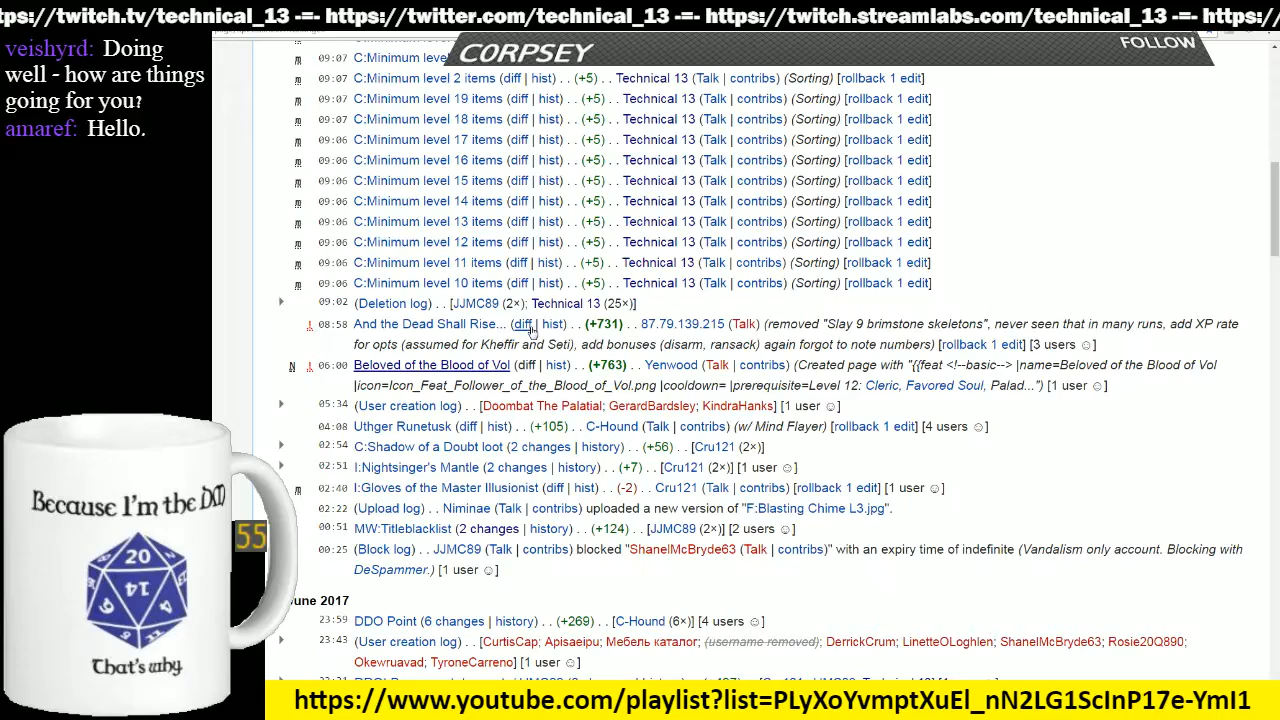 https://twitch.tv/technical_13 -=- https://twitter.com/technical_13 -=- https://twitch.streamlabs.com/technical_13 -=- https:/
veishyrd: Doing
well - how are things
going for you?
amaref: Hello.
CORPSEY
FOLLOW
m 09:07 C:Minimum level
m 09:07 C:Minimum level 2 items (diff | hist) . . (+5) . . Technical 13 (Talk | contribs) (Sorting) [rollback 1 edit]
m 09:07 C:Minimum level 19 items (diff | hist) . . (+5) . . Technical 13 (Talk | contribs) (Sorting) [rollback 1 edit]
m 09:07 C:Minimum level 18 items (diff | hist) . . (+5) . . Technical 13 (Talk | contribs) (Sorting) [rollback 1 edit]
m 09:06 C:Minimum level 17 items (diff | hist) . . (+5) . . Technical 13 (Talk | contribs) (Sorting) [rollback 1 edit]
m 09:06 C:Minimum level 16 items (diff | hist) . . (+5) . . Technical 13 (Talk | contribs) (Sorting) [rollback 1 edit]
m 09:06 C:Minimum level 15 items (diff | hist) . . (+5) . . Technical 13 (Talk | contribs) (Sorting) [rollback 1 edit]
m 09:06 C:Minimum level 14 items (diff | hist) . . (+5) . . Technical 13 (Talk | contribs) (Sorting) [rollback 1 edit]
m 09:06 C:Minimum level 13 items (diff | hist) . . (+5) . . Technical 13 (Talk | contribs) (Sorting) [rollback 1 edit]
m 09:06 C:Minimum level 12 items (diff | hist) . . (+5) . . Technical 13 (Talk | contribs) (Sorting) [rollback 1 edit]
m 09:06 C:Minimum level 11 items (diff | hist) . . (+5) . . Technical 13 (Talk | contribs) (Sorting) [rollback 1 edit]
m 09:06 C:Minimum level 10 items (diff | hist) . . (+5) . . Technical 13 (Talk | contribs) (Sorting) [rollback 1 edit]
09:02 (Deletion log) . . [JJMC89 (2×); Technical 13 (25×)]
! 08:58 And the Dead Shall Rise... (diff | hist) . . (+731) . . 87.79.139.215 (Talk) (removed "Slay 9 brimstone skeletons", never seen that in many runs, add XP rate
for opts (assumed for Kheffir and Seti), add bonuses (disarm, ransack) again forgot to note numbers) [rollback 1 edit] [3 users ☺]
N ! 06:00 Beloved of the Blood of Vol (diff | hist) . . (+763) . . Yenwood (Talk | contribs) (Created page with "{{feat <!--basic--> |name=Beloved of the Blood of Vol
|icon=Icon_Feat_Follower_of_the_Blood_of_Vol.png |cooldown= |prerequisite=Level 12: Cleric, Favored Soul, Palad...") [1 user ☺]
05:34 (User creation log) . . [Doombat The Palatial; GerardBardsley; KindraHanks] [1 user ☺]
04:08 Uthger Runetusk (diff | hist) . . (+105) . . C-Hound (Talk | contribs) (w/ Mind Flayer) [rollback 1 edit] [4 users ☺]
02:54 C:Shadow of a Doubt loot (2 changes | history) . . (+56) . . [Cru121 (2×)]
02:51 I:Nightsinger's Mantle (2 changes | history) . . (+7) . . [Cru121 (2×)] [1 user ☺]
m 02:40 I:Gloves of the Master Illusionist (diff | hist) . . (-2) . . Cru121 (Talk | contribs) [rollback 1 edit] [1 user ☺]
02:22 (Upload log) . . Niminae (Talk | contribs) uploaded a new version of "F:Blasting Chime L3.jpg".
00:51 MW:Titleblacklist (2 changes | history) . . (+124) . . [JJMC89 (2×)] [2 users ☺]
00:25 (Block log) . . JJMC89 (Talk | contribs) blocked "ShanelMcBryde63 (Talk | contribs)" with an expiry time of indefinite (Vandalism only account. Blocking with
DeSpammer.) [1 user ☺]
une 2017
23:59 DDO Point (6 changes | history) . . (+269) . . [C-Hound (6×)] [4 users ☺]
23:43 (User creation log) . . [CurtisCap; Apisaeipu; Мебель каталог; (username removed); DerrickCrum; LinetteOLoghlen; ShanelMcBryde63; Rosie20Q890;
Okewruavad; TyroneCarreno] [1 user ☺]
Because I'm the DM
20
14
That's why
55
https://www.youtube.com/playlist?list=PLyXoYvmptXuEl_nN2LG1ScInP17e-YmI1